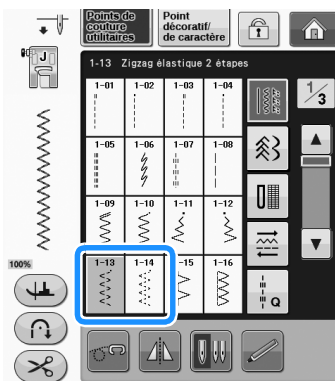 Points de
couture
utilitaires
Point
décoratif/
de caractère
J
1-13 Zigzag élastique 2 étapes
1/3
1-01 1-02 1-03 1-04
1-05 1-06 1-07 1-08
1-09 1-10 1-11 1-12
1-13 1-14 -15 1-16
100%
Q